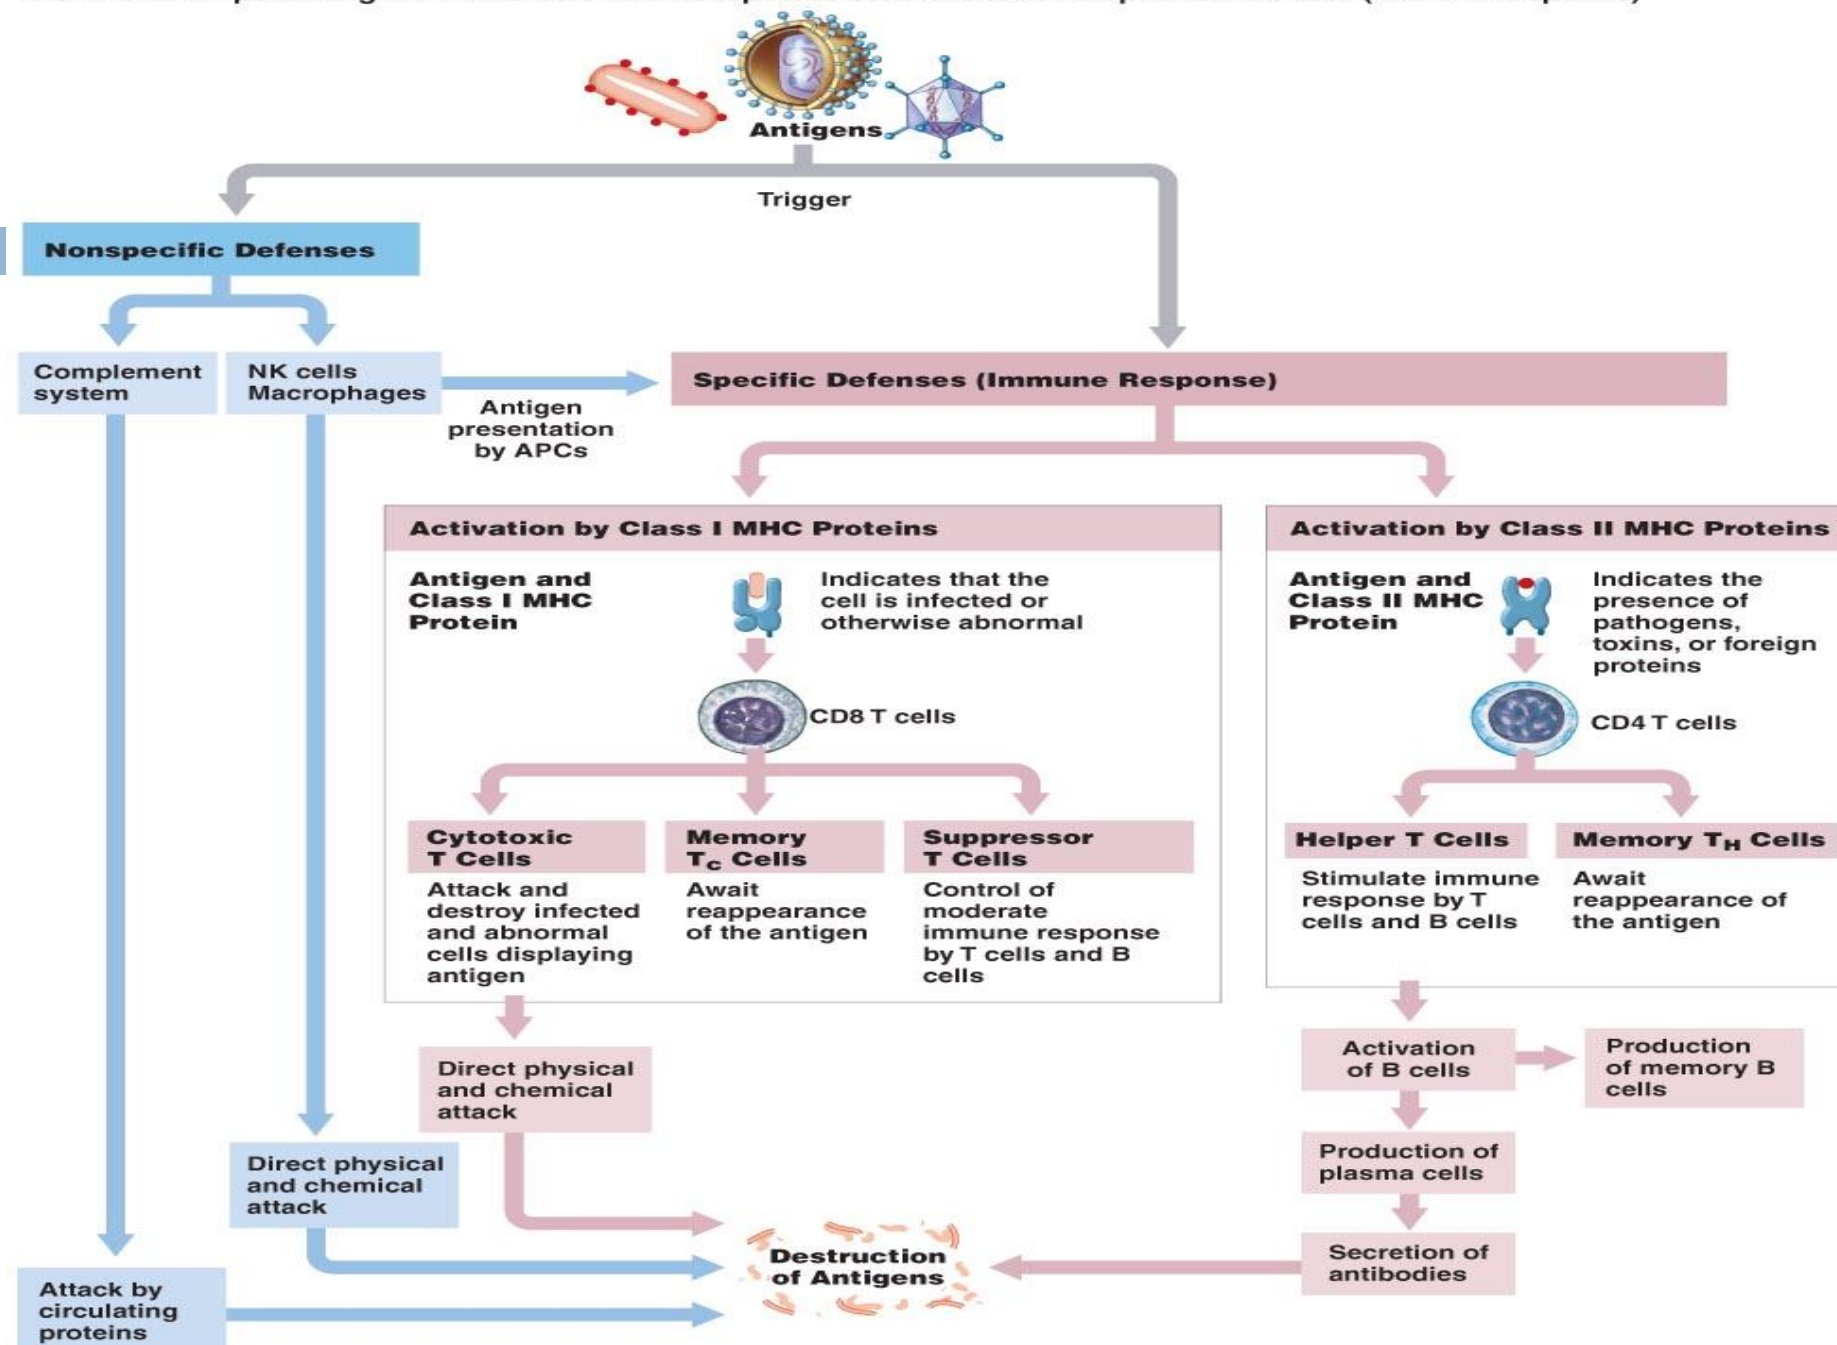 Antigens
Trigger
Nonspecific Defenses
Complement
system
NK cells
Macrophages
Antigen
presentation
by APCs
Specific Defenses (Immune Response)
Activation by Class I MHC Proteins
Antigen and
Class I MHC
Protein
Indicates that the
cell is infected or
otherwise abnormal
CD8 T cells
Cytotoxic
T Cells
Attack and
destroy infected
and abnormal
cells displaying
antigen
Memory
T_C Cells
Await
reappearance
of the antigen
Suppressor
T Cells
Control of
moderate
immune response
by T cells and B
cells
Activation by Class II MHC Proteins
Antigen and
Class II MHC
Protein
Indicates the
presence of
pathogens,
toxins, or foreign
proteins
CD4 T cells
Helper T Cells
Stimulate immune
response by T
cells and B cells
Memory T_H Cells
Await
reappearance of
the antigen
Direct physical
and chemical
attack
Activation
of B cells
Production
of memory B
cells
Production of
plasma cells
Secretion of
antibodies
Direct physical
and chemical
attack
Attack by
circulating
proteins
Destruction
of Antigens